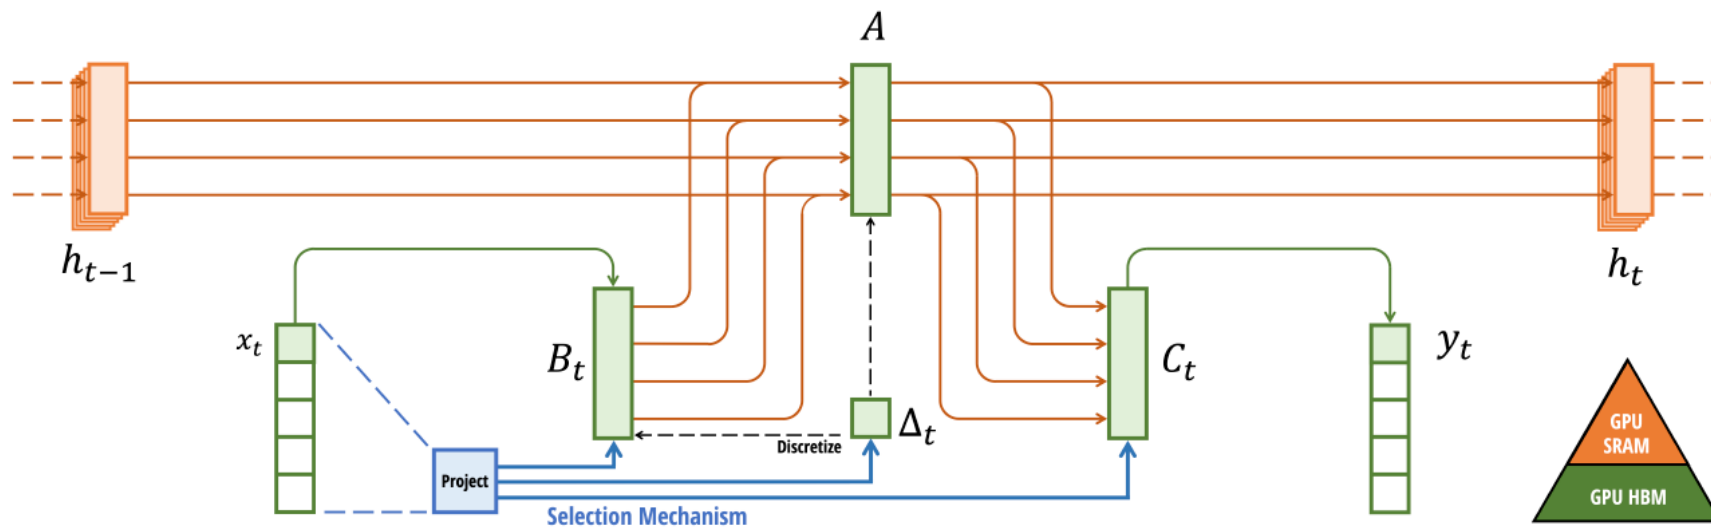 A
h_{t−1}
h_t
x_t
B_t
Δ_t
C_t
y_t
Discretize
Project
Selection Mechanism
GPU
SRAM
GPU HBM